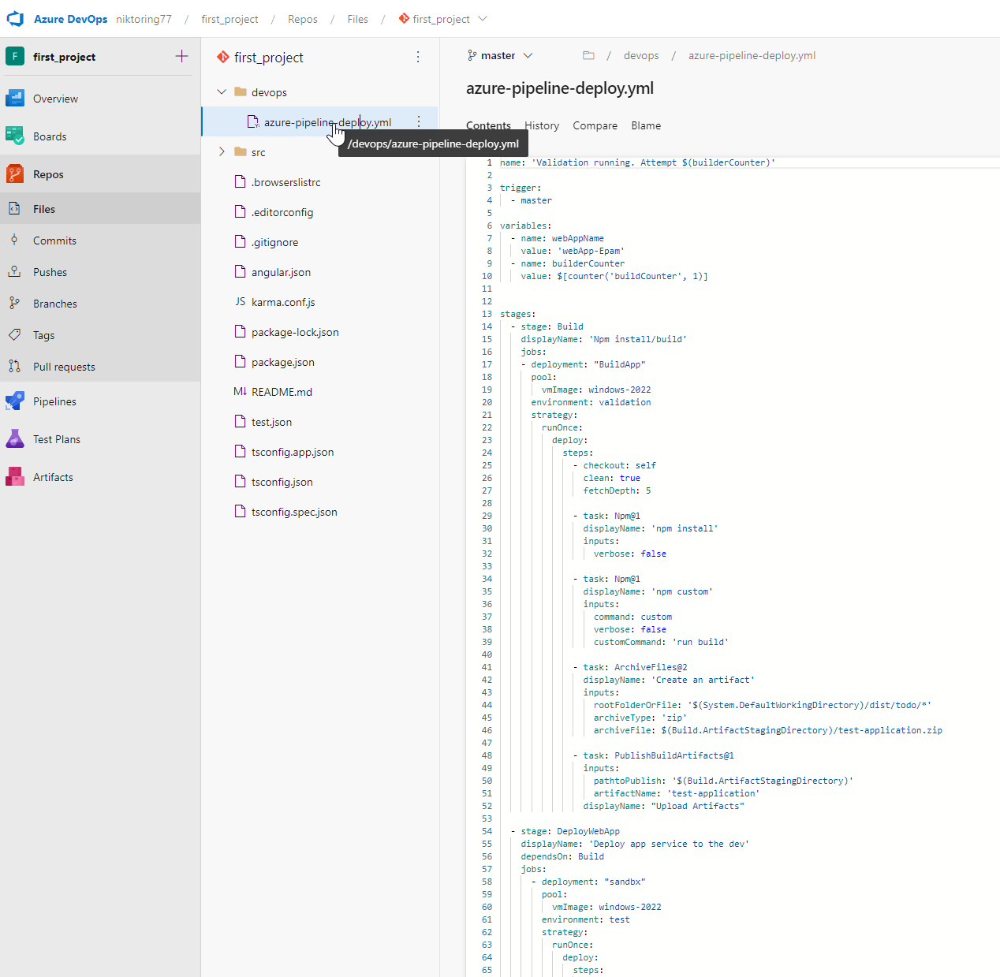 Azure DevOps niktoring77 / first_project / Repos / Files / first_project
F first_project
Overview
Boards
Repos
Files
Commits
Pushes
Branches
Tags
Pull requests
Pipelines
Test Plans
Artifacts
first_project
devops
azure-pipeline-deploy.yml
/devops/azure-pipeline-deploy.yml
src
.browserslistrc
.editorconfig
.gitignore
angular.json
JS karma.conf.js
package-lock.json
package.json
M↓ README.md
test.json
tsconfig.app.json
tsconfig.json
tsconfig.spec.json
master / devops / azure-pipeline-deploy.yml
azure-pipeline-deploy.yml
Contents History Compare Blame
1 name: 'Validation running. Attempt $(builderCounter)'
2
3 trigger:
4 - master
5
6 variables:
7 - name: webAppName
8 value: 'webApp-Epam'
9 - name: builderCounter
10 value: $[counter('buildCounter', 1)]
11
12
13 stages:
14 - stage: Build
15 displayName: 'Npm install/build'
16 jobs:
17 - deployment: "BuildApp"
18 pool:
19 vmImage: windows-2022
20 environment: validation
21 strategy:
22 runOnce:
23 deploy:
24 steps:
25 - checkout: self
26 clean: true
27 fetchDepth: 5
28
29 - task: Npm@1
30 displayName: 'npm install'
31 inputs:
32 verbose: false
33
34 - task: Npm@1
35 displayName: 'npm custom'
36 inputs:
37 command: custom
38 verbose: false
39 customCommand: 'run build'
40
41 - task: ArchiveFiles@2
42 displayName: 'Create an artifact'
43 inputs:
44 rootFolderOrFile: '$(System.DefaultWorkingDirectory)/dist/todo/*'
45 archiveType: 'zip'
46 archiveFile: $(Build.ArtifactStagingDirectory)/test-application.zip
47
48 - task: PublishBuildArtifacts@1
49 inputs:
50 pathtoPublish: '$(Build.ArtifactStagingDirectory)'
51 artifactName: 'test-application'
52 displayName: "Upload Artifacts"
53
54 - stage: DeployWebApp
55 displayName: 'Deploy app service to the dev'
56 dependsOn: Build
57 jobs:
58 - deployment: "sandbx"
59 pool:
60 vmImage: windows-2022
61 environment: test
62 strategy:
63 runOnce:
64 deploy:
65 steps: